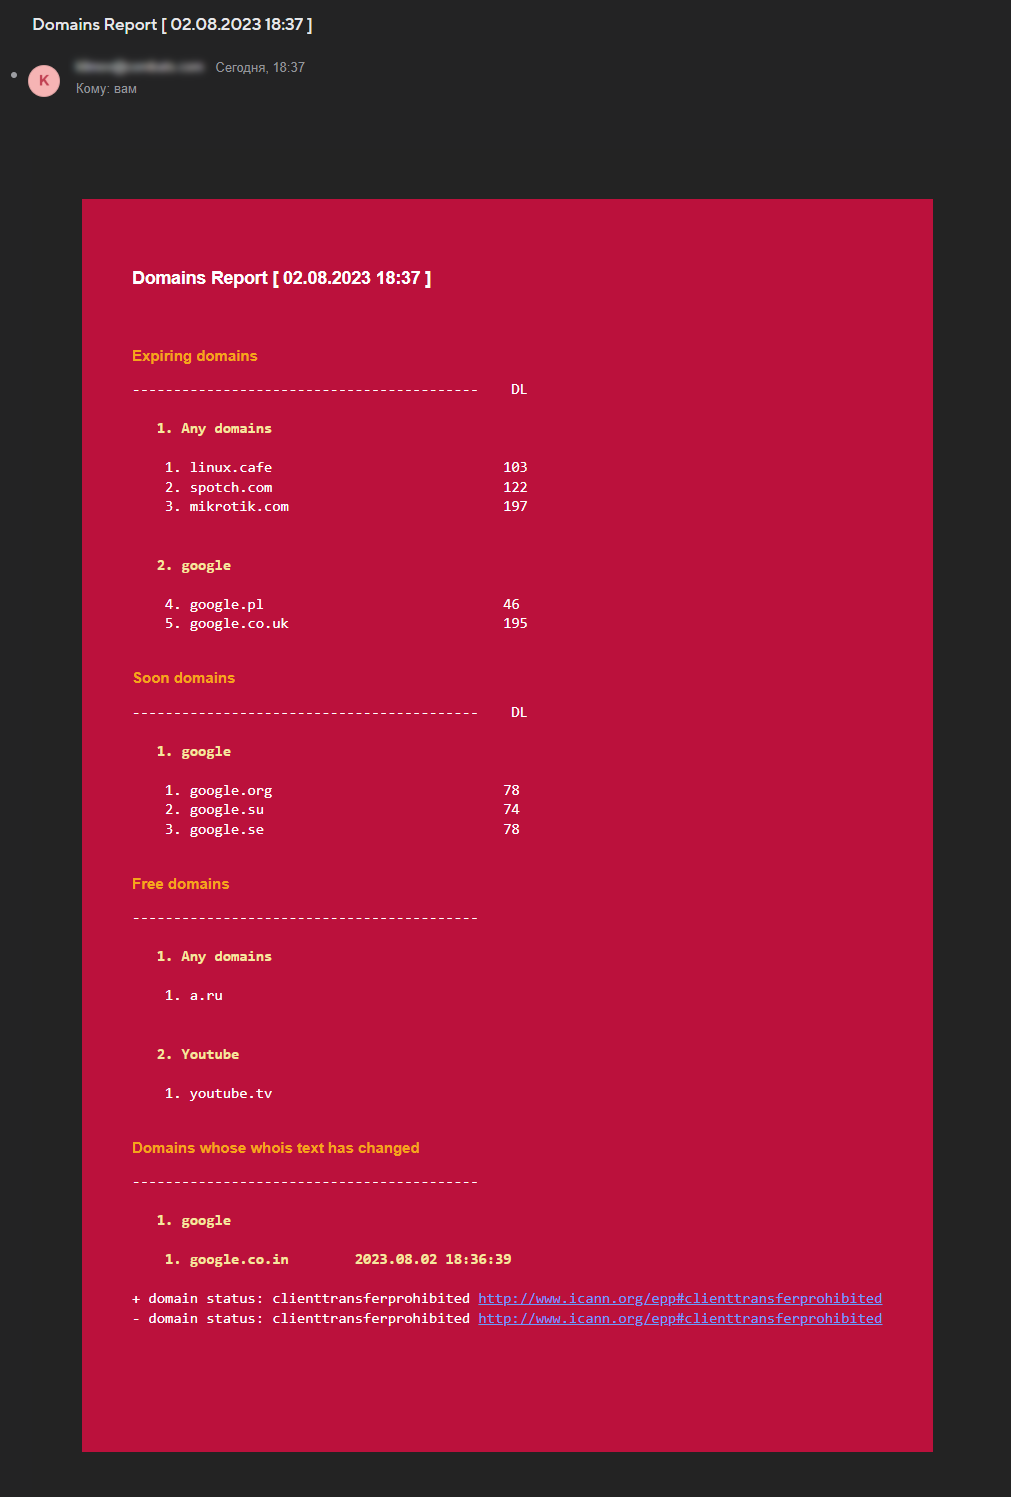 Domains Report [ 02.08.2023 18:37 ]
K
Сегодня, 18:37
Кому: вам
Domains Report [ 02.08.2023 18:37 ]
Expiring domains
------------------------------------------    DL
1. Any domains
1. linux.cafe 103
2. spotch.com 122
3. mikrotik.com 197
2. google
4. google.pl 46
5. google.co.uk 195
Soon domains
------------------------------------------    DL
1. google
1. google.org 78
2. google.su 74
3. google.se 78
Free domains
------------------------------------------
1. Any domains
1. a.ru
2. Youtube
1. youtube.tv
Domains whose whois text has changed
------------------------------------------
1. google
1. google.co.in 2023.08.02 18:36:39
+ domain status: clienttransferprohibited http://www.icann.org/epp#clienttransferprohibited
- domain status: clienttransferprohibited http://www.icann.org/epp#clienttransferprohibited